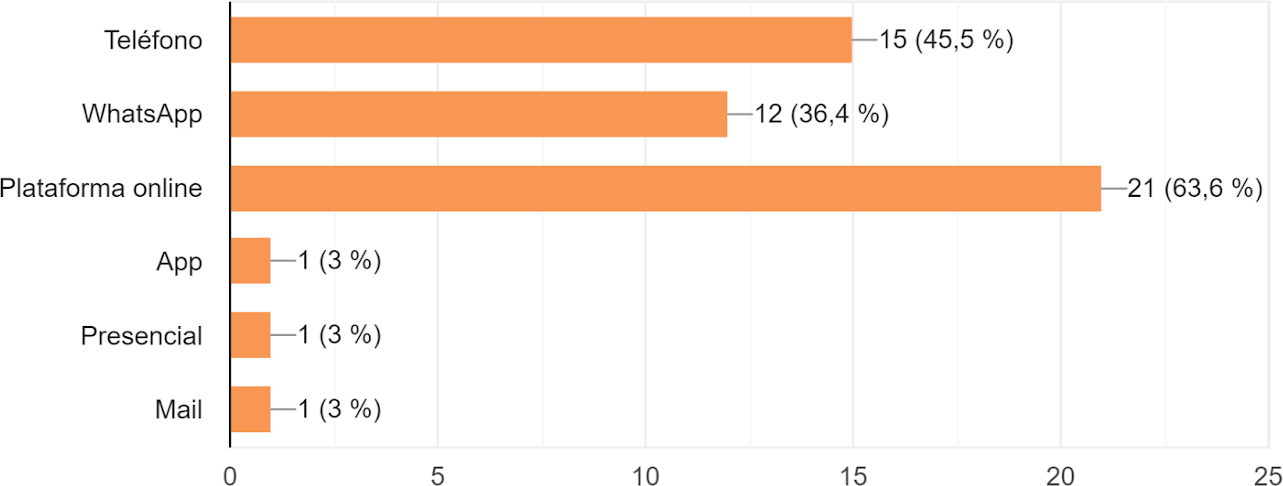 Teléfono 15 (45,5 %)
WhatsApp 12 (36,4 %)
Plataforma online 21 (63,6 %)
App 1 (3 %)
Presencial 1 (3 %)
Mail 1 (3 %)
0 5 10 15 20 25